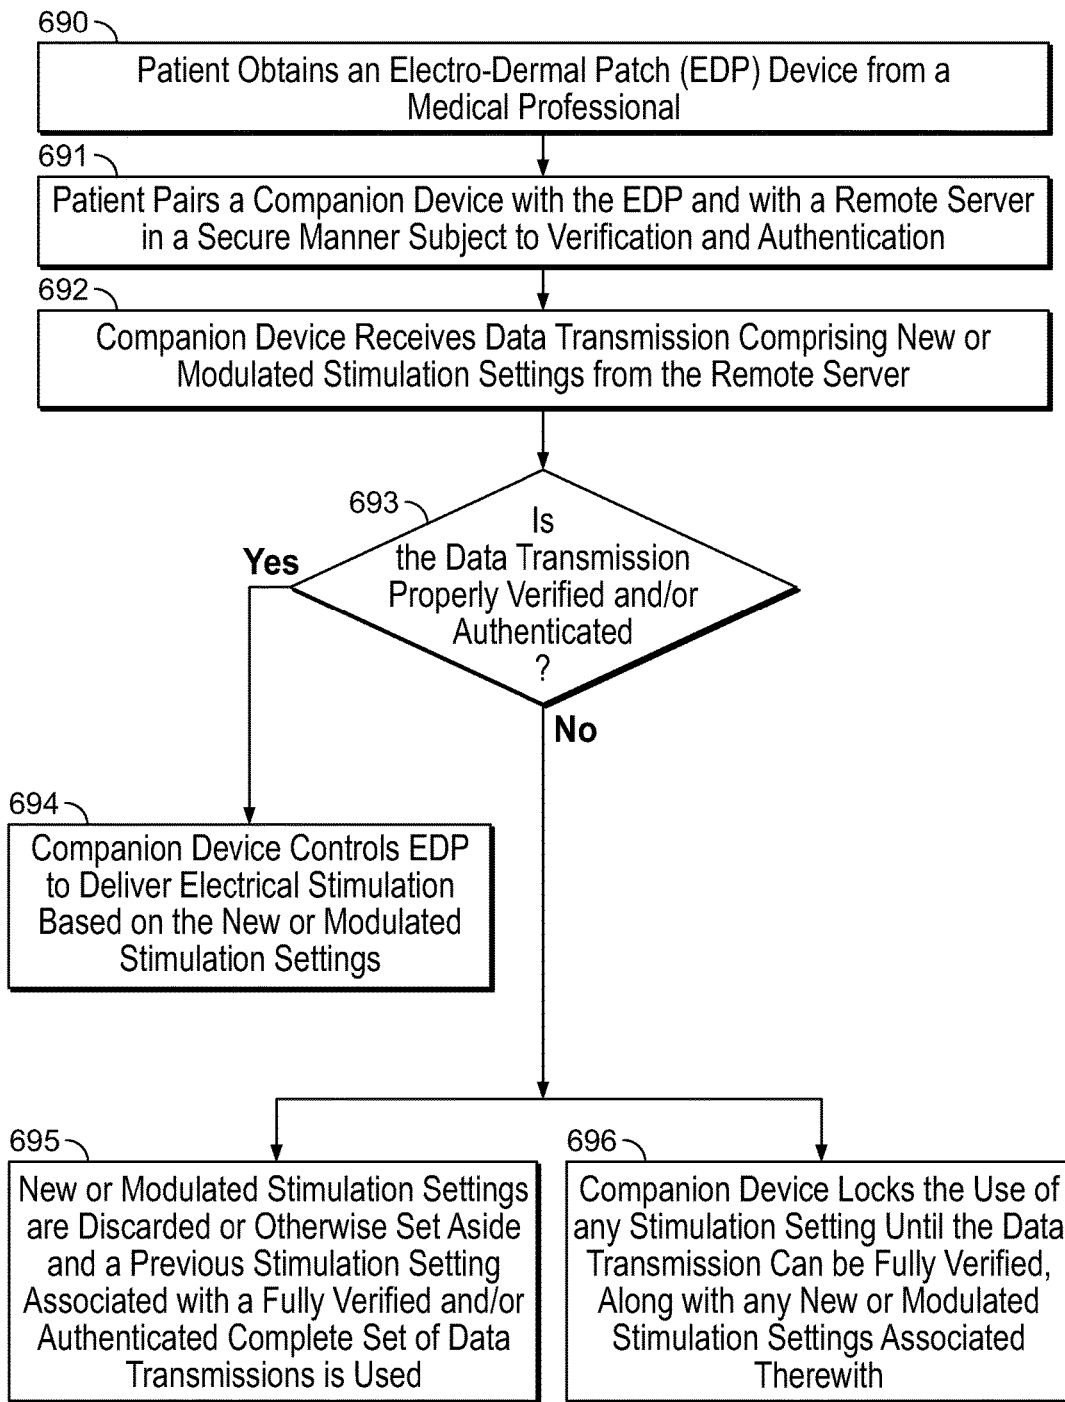 690
Patient Obtains an Electro-Dermal Patch (EDP) Device from a
Medical Professional
691
Patient Pairs a Companion Device with the EDP and with a Remote Server
in a Secure Manner Subject to Verification and Authentication
692
Companion Device Receives Data Transmission Comprising New or
Modulated Stimulation Settings from the Remote Server
693
Is
the Data Transmission
Properly Verified and/or
Authenticated
?
Yes
No
694
Companion Device Controls EDP
to Deliver Electrical Stimulation
Based on the New or Modulated
Stimulation Settings
695
New or Modulated Stimulation Settings
are Discarded or Otherwise Set Aside
and a Previous Stimulation Setting
Associated with a Fully Verified and/or
Authenticated Complete Set of Data
Transmissions is Used
696
Companion Device Locks the Use of
any Stimulation Setting Until the Data
Transmission Can be Fully Verified,
Along with any New or Modulated
Stimulation Settings Associated
Therewith